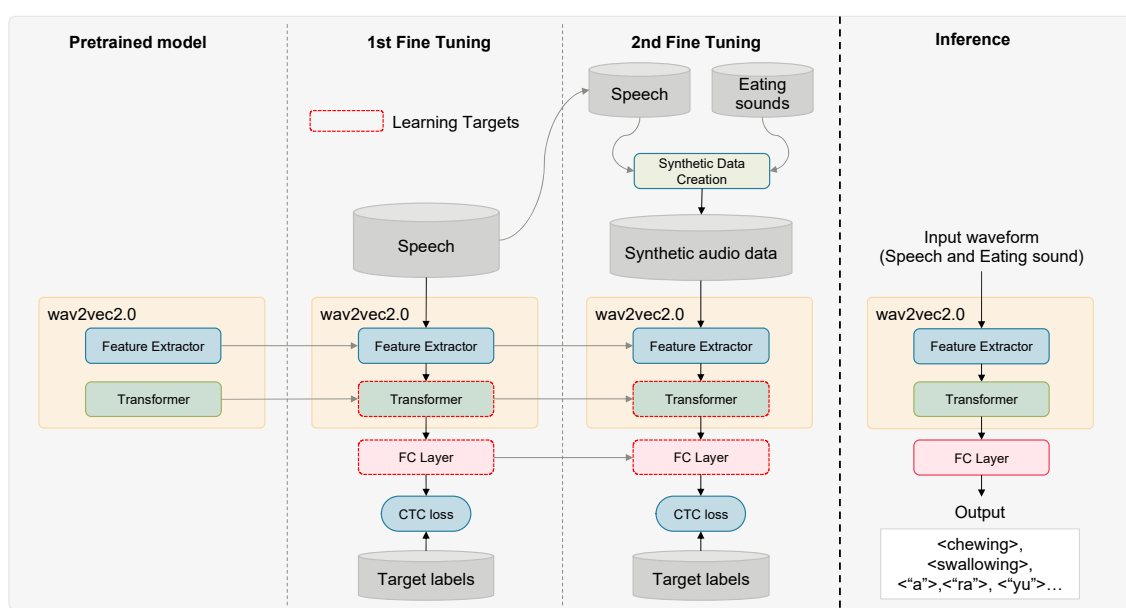 Pretrained model
1st Fine Tuning
2nd Fine Tuning
Inference
Learning Targets
Speech
Eating
sounds
Synthetic Data
Creation
Speech
Synthetic audio data
Input waveform
(Speech and Eating sound)
wav2vec2.0
wav2vec2.0
wav2vec2.0
wav2vec2.0
Feature Extractor
Feature Extractor
Feature Extractor
Feature Extractor
Transformer
Transformer
Transformer
Transformer
FC Layer
FC Layer
FC Layer
CTC loss
CTC loss
Output
Target labels
Target labels
<chewing>,
<swallowing>,
<“a”>,<“ra”>, <“yu”>…